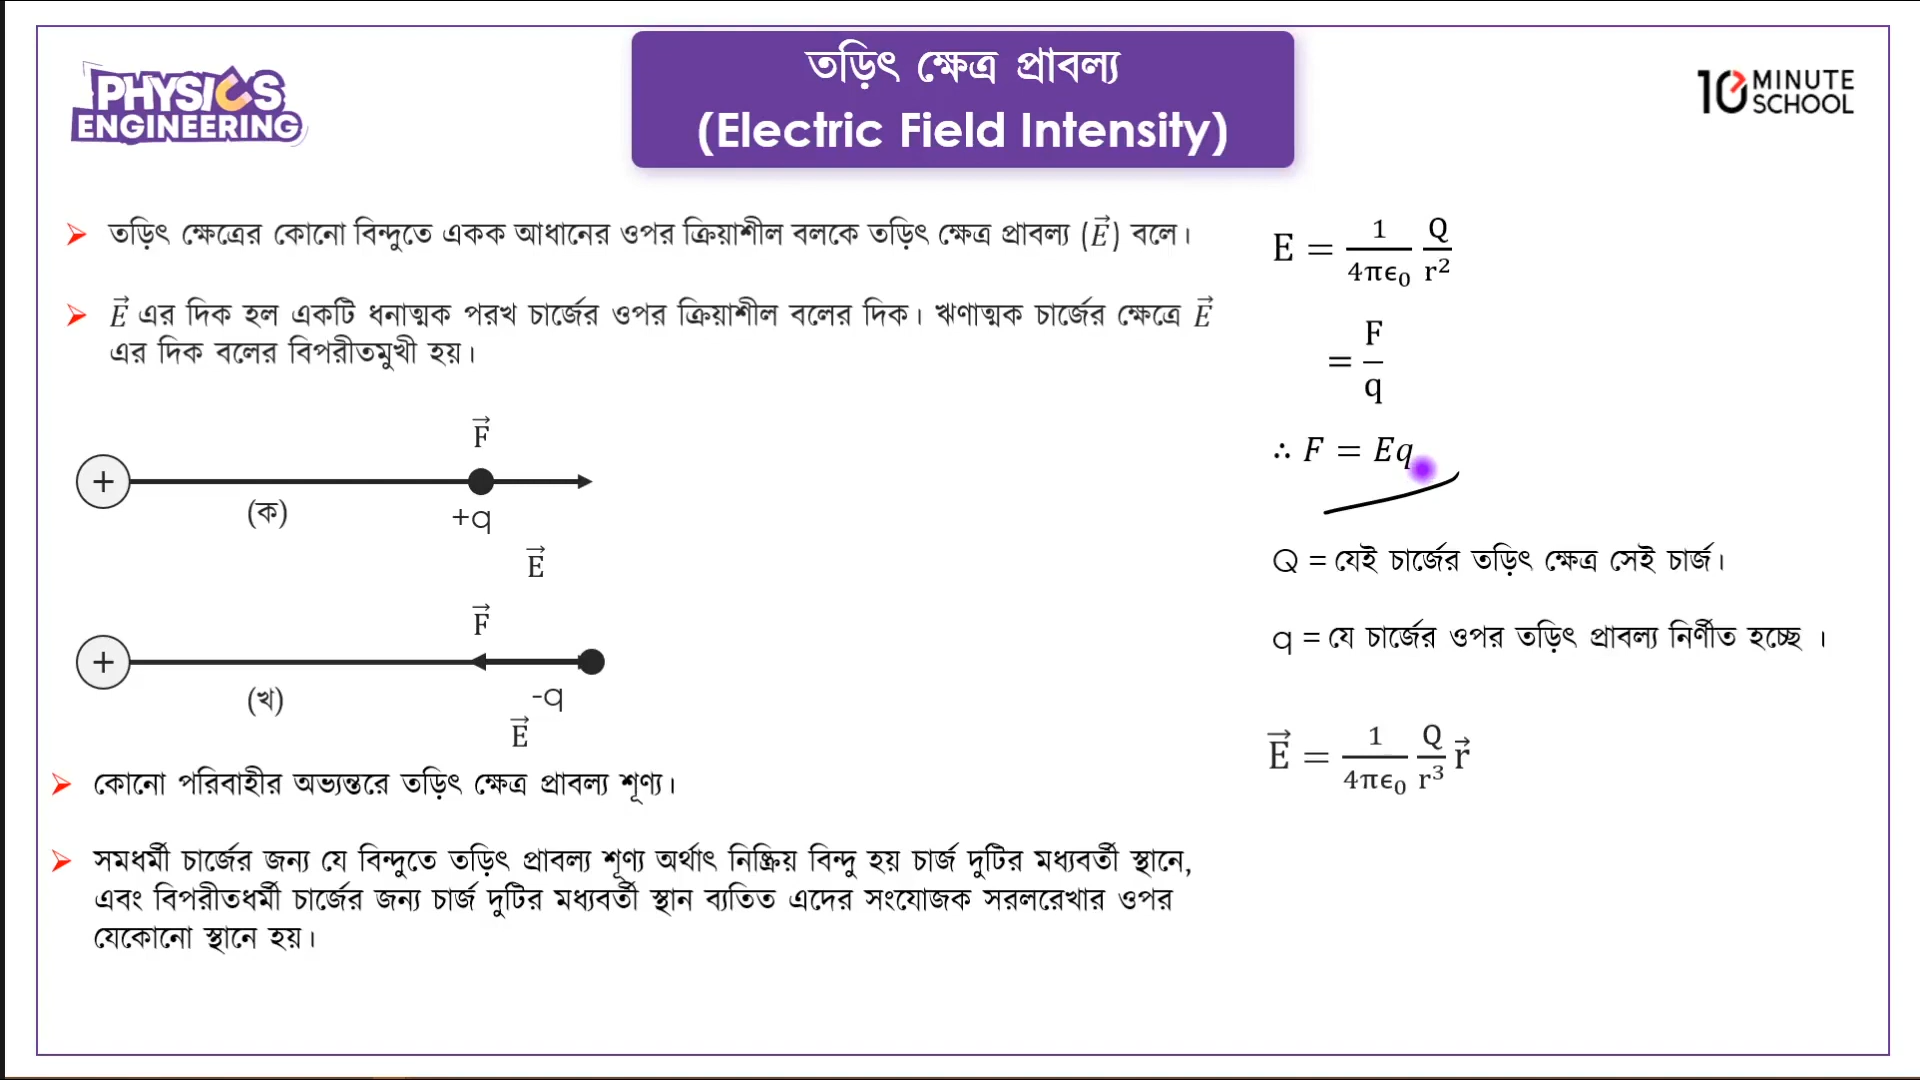 PHYSICS
ENGINEERING
তড়িৎ ক্ষেত্র প্রাবল্য
(Electric Field Intensity)
10 MINUTE
SCHOOL
➢ তড়িৎ ক্ষেত্রের কোনো বিন্দুতে একক আধানের ওপর ক্রিয়াশীল বলকে তড়িৎ ক্ষেত্র প্রাবল্য (E⃗) বলে।
➢ E⃗ এর দিক হল একটি ধনাত্মক পরখ চার্জের ওপর ক্রিয়াশীল বলের দিক। ঋণাত্মক চার্জের ক্ষেত্রে E⃗
এর দিক বলের বিপরীতমুখী হয়।
F⃗
+
(ক)
+q
E⃗
F⃗
+
(খ)
-q
E⃗
➢ কোনো পরিবাহীর অভ্যন্তরে তড়িৎ ক্ষেত্র প্রাবল্য শূণ্য।
➢ সমধর্মী চার্জের জন্য যে বিন্দুতে তড়িৎ প্রাবল্য শূণ্য অর্থাৎ নিষ্ক্রিয় বিন্দু হয় চার্জ দুটির মধ্যবর্তী স্থানে,
এবং বিপরীতধর্মী চার্জের জন্য চার্জ দুটির মধ্যবর্তী স্থান ব্যতিত এদের সংযোজক সরলরেখার ওপর
যেকোনো স্থানে হয়।
E = 1/4πϵ₀ Q/r²
= F/q
∴ F = Eq
Q = যেই চার্জের তড়িৎ ক্ষেত্র সেই চার্জ।
q = যে চার্জের ওপর তড়িৎ প্রাবল্য নির্ণীত হচ্ছে ।
E⃗ = 1/4πϵ₀ Q/r³ r⃗